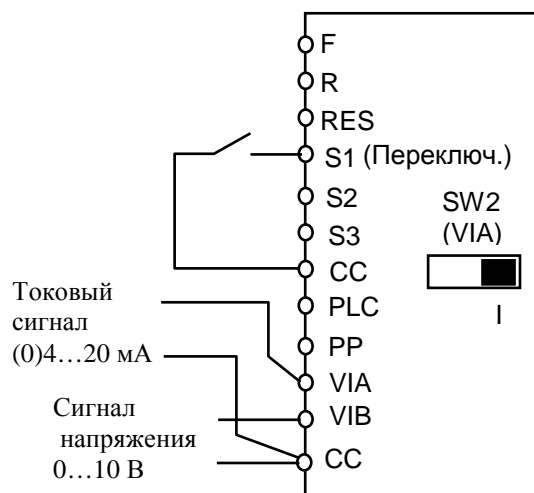 F
R
RES
S1 (Переключ.)
S2
S3
SW2
(VIA)
CC
I
Токовый
сигнал
(0)4…20 мА
PLC
PP
VIA
Сигнал
напряжения
0…10 В
VIB
CC